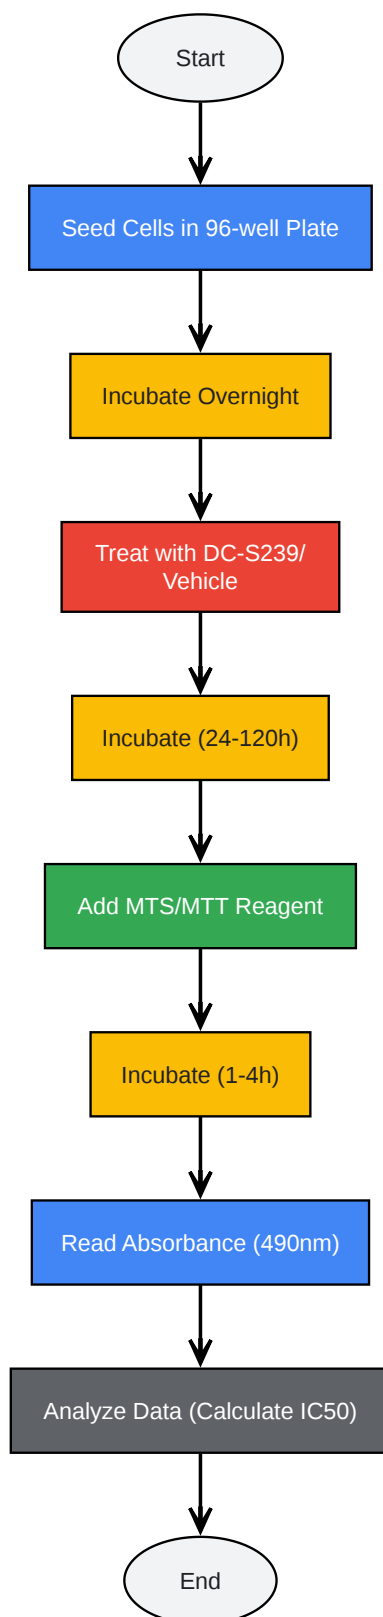 Start
Seed Cells in 96-well Plate
Incubate Overnight
Treat with DC-S239/
Vehicle
Incubate (24-120h)
Add MTS/MTT Reagent
Incubate (1-4h)
Read Absorbance (490nm)
Analyze Data (Calculate IC50)
End